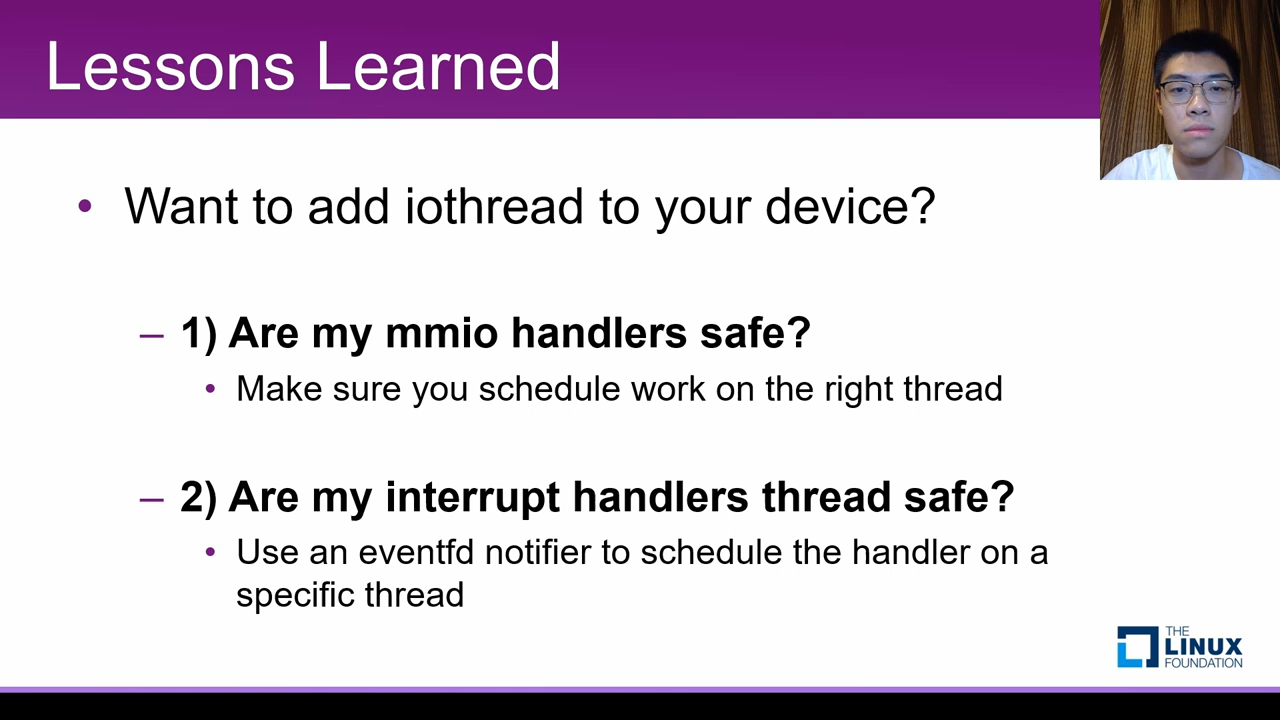 Lessons Learned
• Want to add iothread to your device?
– 1) Are my mmio handlers safe?
• Make sure you schedule work on the right thread
– 2) Are my interrupt handlers thread safe?
• Use an eventfd notifier to schedule the handler on a
specific thread
THE
LINUX
FOUNDATION